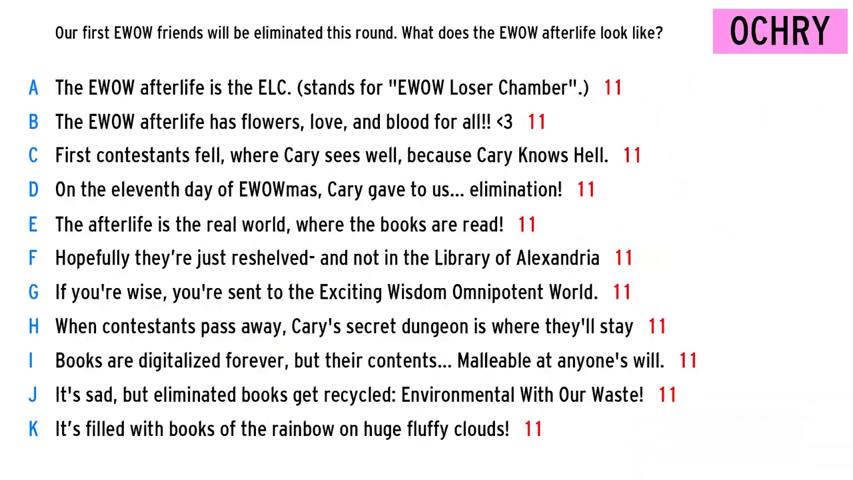 Our first EWOW friends will be eliminated this round. What does the EWOW afterlife look like?
OCHRY
A The EWOW afterlife is the ELC. (stands for "EWOW Loser Chamber".) 11
B The EWOW afterlife has flowers, love, and blood for all!! <3 11
C First contestants fell, where Cary sees well, because Cary Knows Hell. 11
D On the eleventh day of EWOWmas, Cary gave to us... elimination! 11
E The afterlife is the real world, where the books are read! 11
F Hopefully they’re just reshelved- and not in the Library of Alexandria 11
G If you're wise, you're sent to the Exciting Wisdom Omnipotent World. 11
H When contestants pass away, Cary's secret dungeon is where they'll stay 11
I Books are digitalized forever, but their contents... Malleable at anyone's will. 11
J It's sad, but eliminated books get recycled: Environmental With Our Waste! 11
K It’s filled with books of the rainbow on huge fluffy clouds! 11